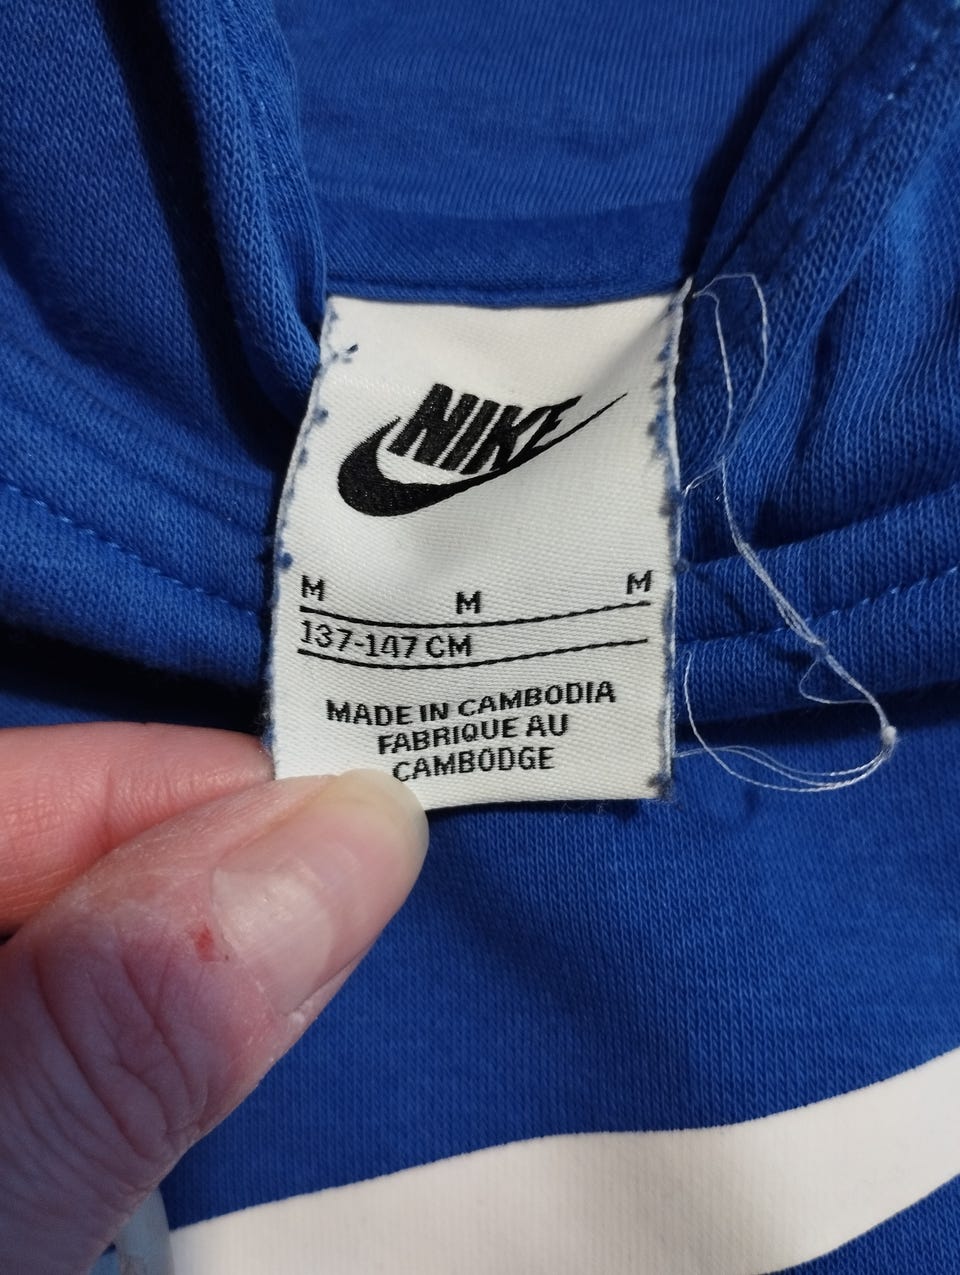 NIKE
M M M
137-147 CM
MADE IN CAMBODIA
FABRIQUE AU
CAMBODGE